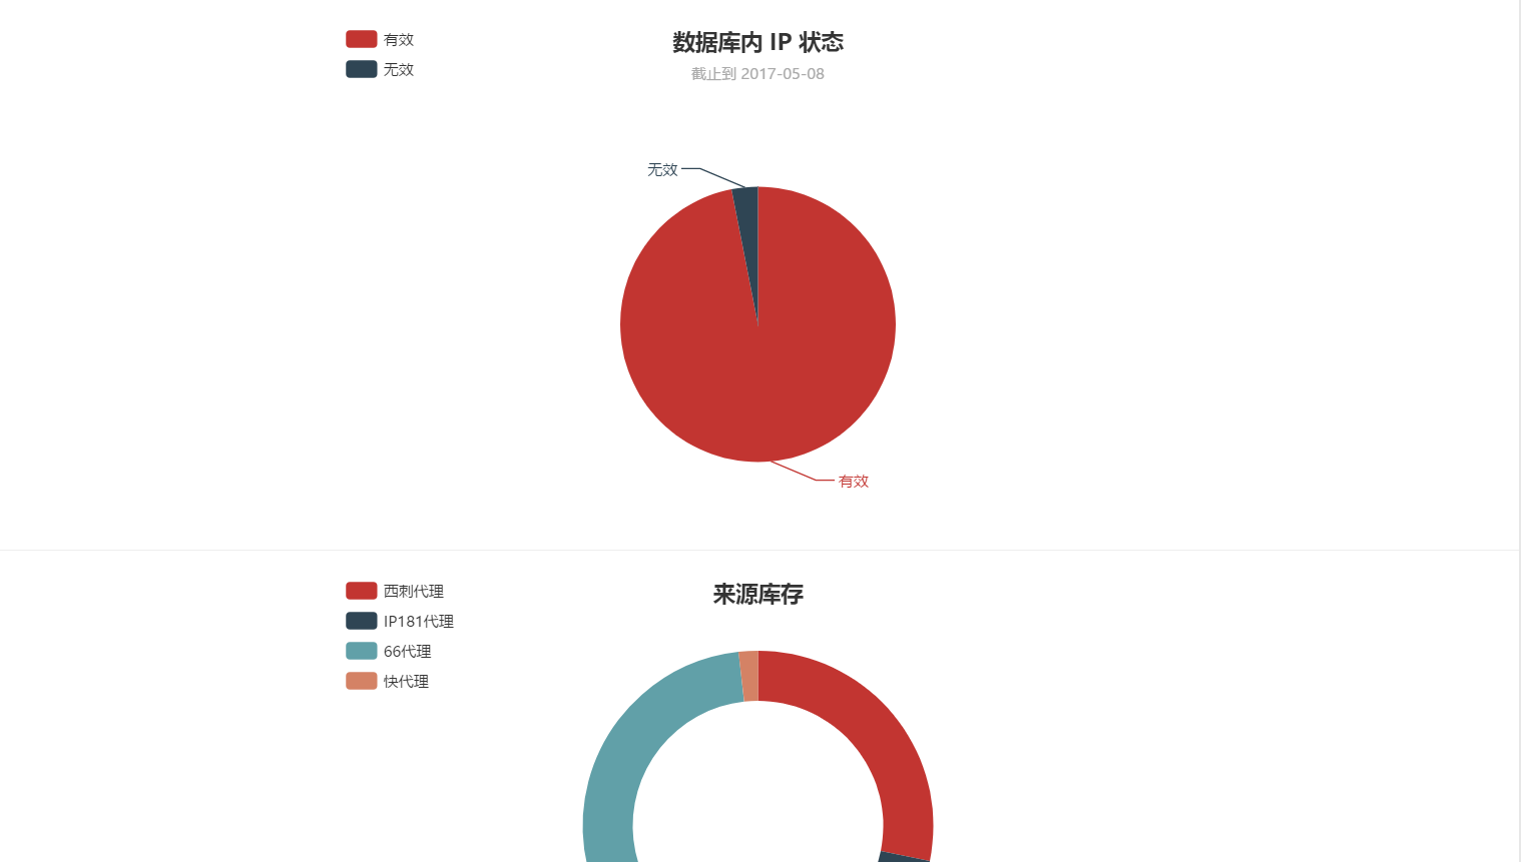 有效
无效
数据库内 IP 状态
截止到 2017-05-08
无效
有效
西刺代理
IP181代理
66代理
快代理
来源库存